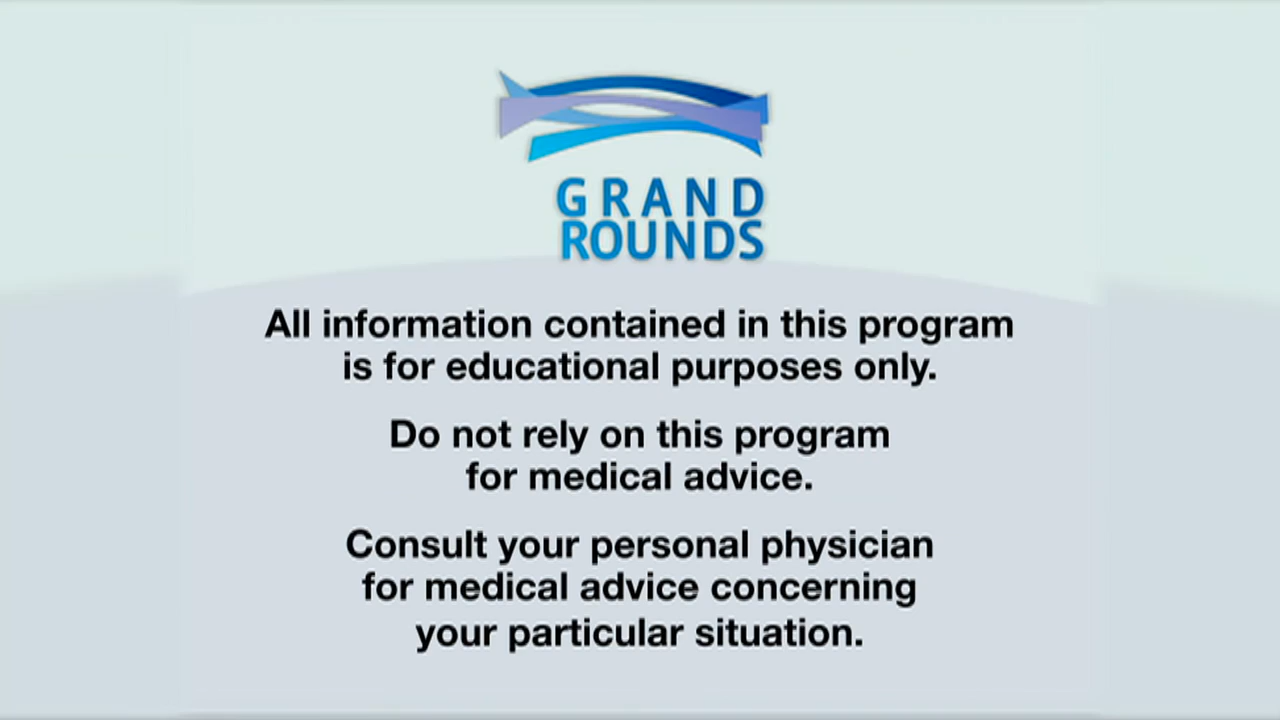 GRAND
ROUNDS
All information contained in this program
is for educational purposes only.
Do not rely on this program
for medical advice.
Consult your personal physician
for medical advice concerning
your particular situation.